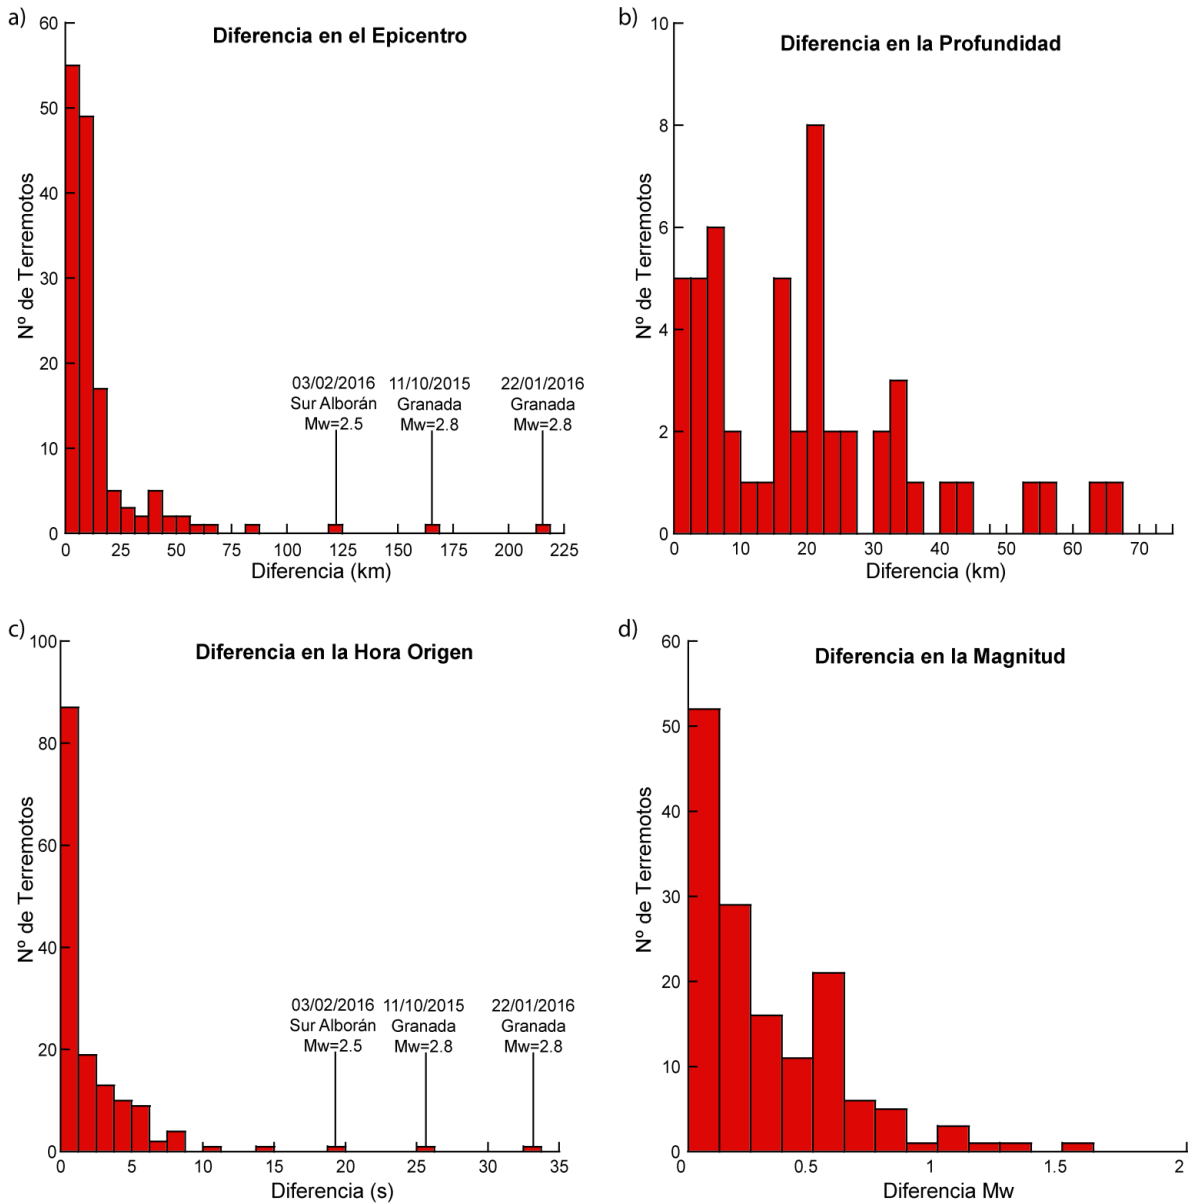 a)
Diferencia en el Epicentro
60
50
40
30
20
10
0
Nº de Terremotos
03/02/2016 11/10/2015 22/01/2016
Sur Alborán Granada Granada
Mw=2.5 Mw=2.8 Mw=2.8
0 25 50 75 100 125 150 175 200 225
Diferencia (km)
b)
Diferencia en la Profundidad
10
8
6
4
2
0
Nº de Terremotos
0 10 20 30 40 50 60 70
Diferencia (km)
c)
Diferencia en la Hora Origen
100
80
60
40
20
0
Nº de Terremotos
03/02/2016 11/10/2015 22/01/2016
Sur Alborán Granada Granada
Mw=2.5 Mw=2.8 Mw=2.8
0 5 10 15 20 25 30 35
Diferencia (s)
d)
Diferencia en la Magnitud
60
50
40
30
20
10
0
Nº de Terremotos
0 0.5 1 1.5 2
Diferencia Mw